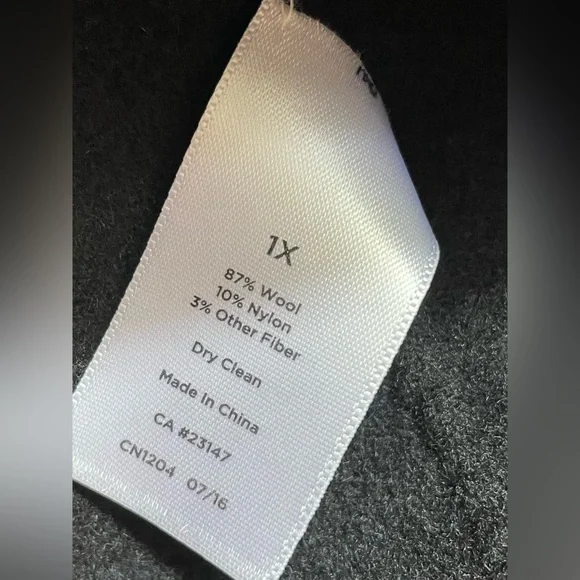 1X
87% Wool
10% Nylon
3% Other Fiber
Dry Clean
Made In China
CA #23147
CN1204 07/16